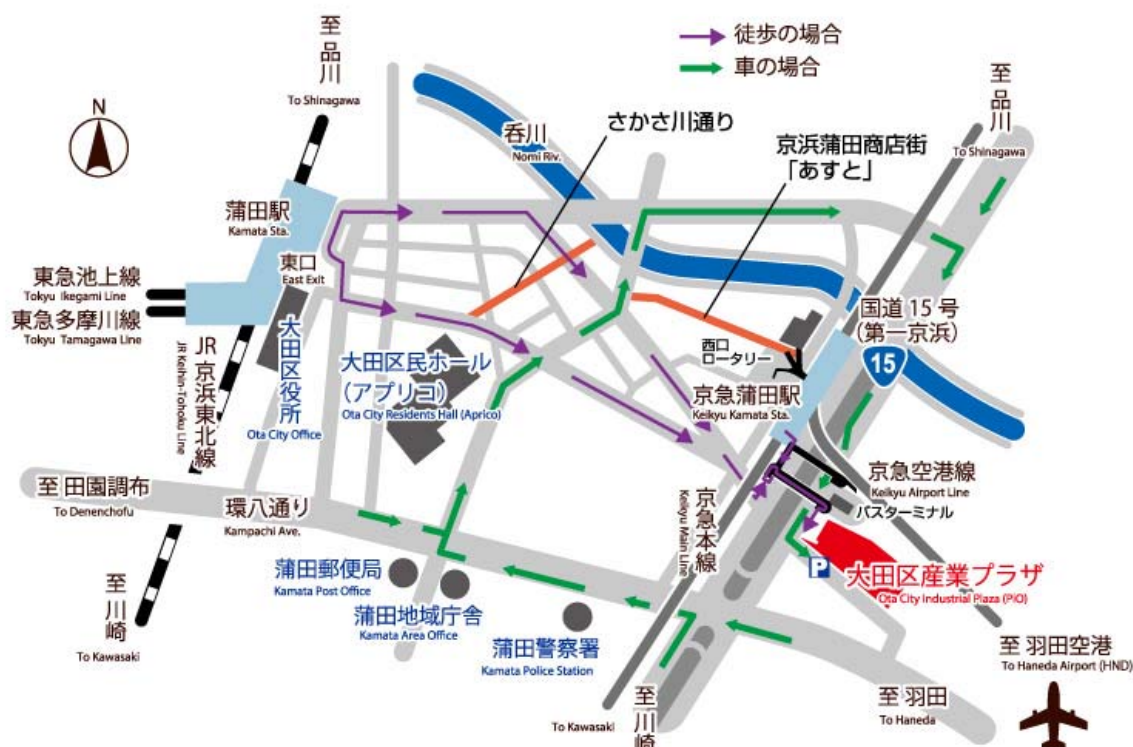 徒歩の場合
車の場合
N
至 品川
To Shinagawa
さかさ川通り
呑川
Nomi Riv.
京浜蒲田商店街
「あすと」
至 品川
To Shinagawa
蒲田駅
Kamata Sta.
東口
East Exit
東急池上線
Tokyu Ikegami Line
東急多摩川線
Tokyu Tamagawa Line
国道15号
(第一京浜)
15
西口
ロータリー
大田区役所
Ota City Office
大田区民ホール
(アプリコ)
Ota City Residents Hall (Aprico)
京急蒲田駅
Keikyu Kamata Sta.
JR 京浜東北線
JR Keihin-Tohoku Line
京急空港線
Keikyu Airport Line
バスターミナル
至 田園調布
To Denenchofu
環八通り
Kampachi Ave.
京急本線
Keikyu Main Line
P
大田区産業プラザ
Ota City Industrial Plaza (PiO)
蒲田郵便局
Kamata Post Office
蒲田地域庁舎
Kamata Area Office
蒲田警察署
Kamata Police Station
至 川崎
To Kawasaki
至 川崎
To Kawasaki
至 羽田
To Haneda
至 羽田空港
To Haneda Airport (HND)